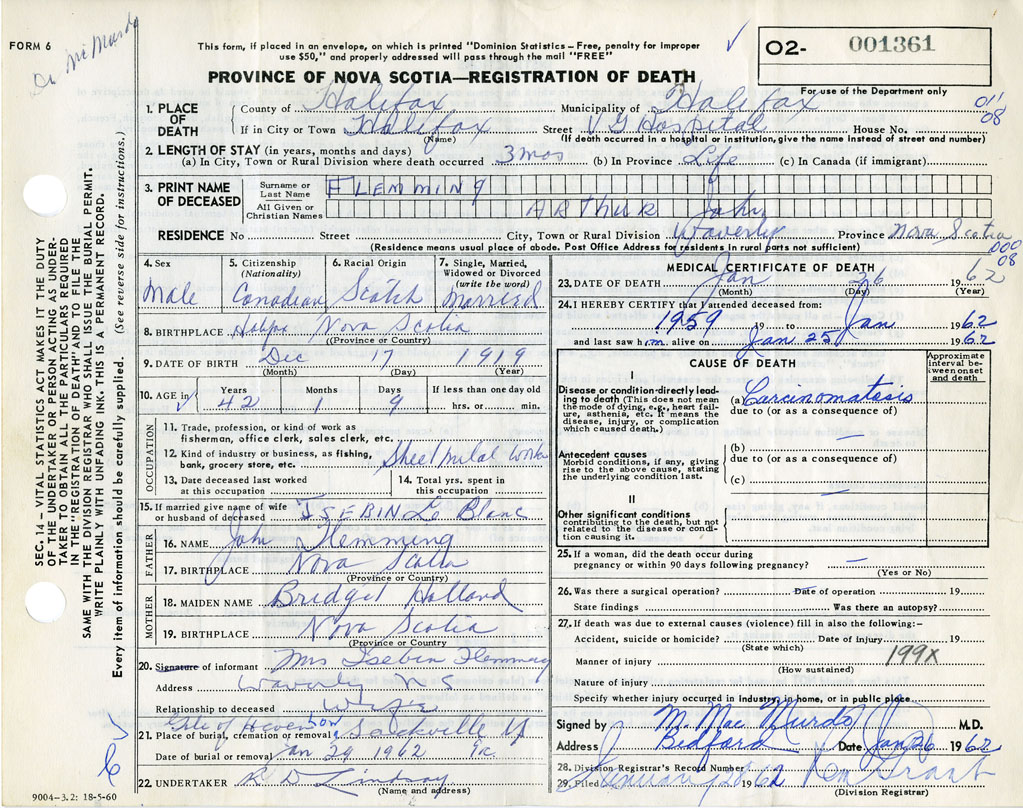 FORM 6
Dr McMurdo
This form, if placed in an envelope, on which is printed "Dominion Statistics – Free, penalty for improper
use $50," and properly addressed will pass through the mail "FREE"
O2- 001361
For use of the Department only
PROVINCE OF NOVA SCOTIA—REGISTRATION OF DEATH
011
08
1. PLACE OF DEATH County of Halifax Municipality of Halifax
If in City or Town Halifax Street V G Hospital House No.
(Name) (If death occurred in a hospital or institution, give the name instead of street and number)
2. LENGTH OF STAY (in years, months and days)
(a) In City, Town or Rural Division where death occurred 3 mos (b) In Province Life (c) In Canada (if immigrant)
3. PRINT NAME OF DECEASED Surname or Last Name FLEMMING
All Given or Christian Names ARTHUR John
RESIDENCE No Street City, Town or Rural Division Waverly Province Nova Scotia
(Residence means usual place of abode. Post Office Address for residents in rural parts not sufficient)
000
08
4. Sex Male
5. Citizenship (Nationality) Canadian
6. Racial Origin Scotch
7. Single, Married, Widowed or Divorced (write the word) Married
8. BIRTHPLACE Halifax Nova Scotia
(Province or Country)
9. DATE OF BIRTH Dec 17 1919
(Month) (Day) (Year)
10. AGE in Years 42 Months 1 Days 9 If less than one day old hrs. or min.
OCCUPATION
11. Trade, profession, or kind of work as
fisherman, office clerk, sales clerk, etc.
12. Kind of industry or business, as fishing,
bank, grocery store, etc. Sheet Metal Works
13. Date deceased last worked at this occupation
14. Total yrs. spent in this occupation
15. If married give name of wife or husband of deceased ISEBIN Le Blanc
FATHER
16. NAME John Flemming
17. BIRTHPLACE Nova Scotia
(Province or Country)
MOTHER
18. MAIDEN NAME Bridget Holland
19. BIRTHPLACE Nova Scotia
(Province or Country)
20. Signature of informant Mrs Isebin Flemming
Address Waverly N S
Relationship to deceased Wife
21. Place of burial, cremation or removal Gate of Heaven Low Sackville
Date of burial or removal Jan 29 1962
22. UNDERTAKER R D Lindsay
(Name and address)
9004–3.2: 18-5-60
MEDICAL CERTIFICATE OF DEATH
23. DATE OF DEATH Jan 26 1962
(Month) (Day) (Year)
24. I HEREBY CERTIFY that I attended deceased from:
1959 19 to Jan 1962
and last saw him alive on Jan 25 1962
CAUSE OF DEATH
Approximate interval between onset and death
I
Disease or condition directly leading to death (This does not mean the mode of dying, e.g., heart failure, asthenia, etc. It means the disease, injury, or complication which caused death.)
(a) Carcinomatosis
due to (or as a consequence of)
Antecedent causes
Morbid conditions, if any, giving rise to the above cause, stating the underlying condition last.
(b) —
due to (or as a consequence of)
(c) —
II
Other significant conditions
contributing to the death, but not related to the disease or condition causing it.
25. If a woman, did the death occur during
pregnancy or within 90 days following pregnancy? —
(Yes or No)
26. Was there a surgical operation? — Date of operation 19
State findings Was there an autopsy?
27. If death was due to external causes (violence) fill in also the following:–
Accident, suicide or homicide? Date of injury 19
(State which)
Manner of injury 199X
(How sustained)
Nature of injury
Specify whether injury occurred in industry, in home, or in public place
Signed by M. MacMurdo M.D.
Address Bedford Date Jan 26 1962
28. Division Registrar's Record Number
29. Filed January 1962 Grant
(Division Registrar)
SEC. 14 – VITAL STATISTICS ACT MAKES IT THE DUTY
OF THE UNDERTAKER OR PERSON ACTING AS UNDER-
TAKER TO OBTAIN ALL THE PARTICULARS REQUIRED
IN THE "REGISTRATION OF DEATH" AND TO FILE THE
SAME WITH THE DIVISION REGISTRAR WHO SHALL ISSUE THE BURIAL PERMIT.
WRITE PLAINLY WITH UNFADING INK. THIS IS A PERMANENT RECORD.
Every item of information should be carefully supplied. (See reverse side for instructions.)